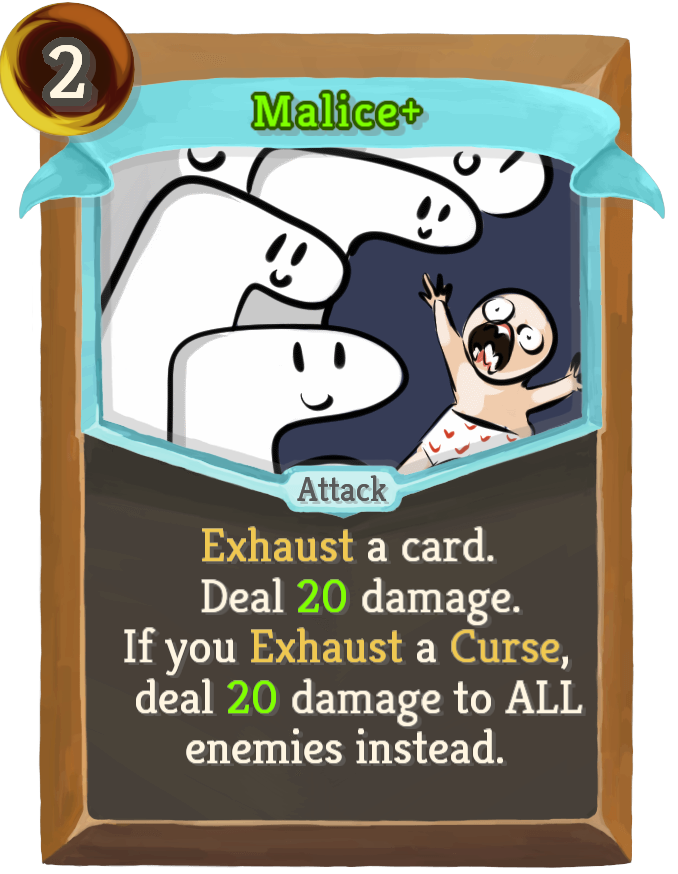 2
Malice+
Attack
Exhaust a card.
Deal 20 damage.
If you Exhaust a Curse,
deal 20 damage to ALL
enemies instead.